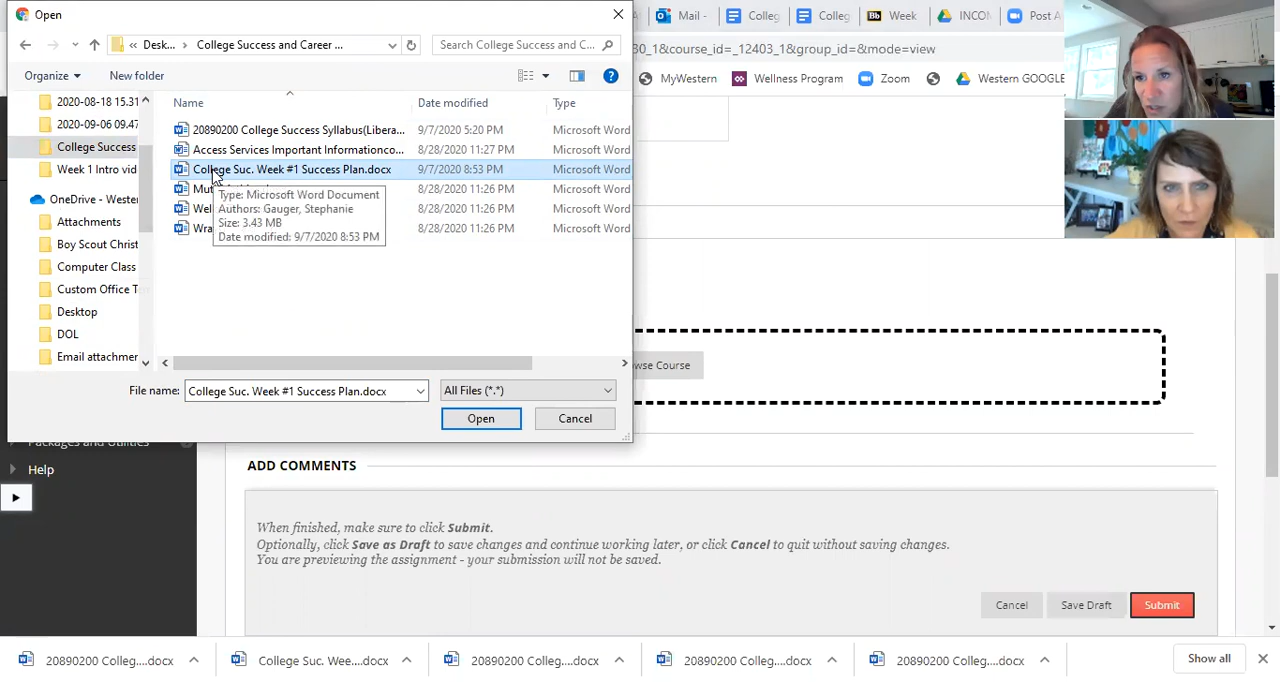 Open
Mail -
Colleg
Colleg
Bb Week
INCOM
Post A
« Desk... › College Success and Career ...
Search College Success and C...
30_1&course_id=_12403_1&group_id=&mode=view
Organize
New folder
MyWestern
Wellness Program
Zoom
Western GOOGLE
Name
Date modified
Type
2020-08-18 15.31
2020-09-06 09.47
College Success
Week 1 Intro vid
OneDrive - Wester
Attachments
Boy Scout Christ
Computer Class
Custom Office T
Desktop
DOL
Email attachmer
20890200 College Success Syllabus(Libera... 9/7/2020 5:20 PM Microsoft Word
Access Services Important Informationco... 8/28/2020 11:27 PM Microsoft Word
College Suc. Week #1 Success Plan.docx 9/7/2020 8:53 PM Microsoft Word
8/28/2020 11:26 PM Microsoft Word
Wel 8/28/2020 11:26 PM Microsoft Word
Wra 8/28/2020 11:26 PM Microsoft Word
Type: Microsoft Word Document
Authors: Gauger, Stephanie
Size: 3.43 MB
Date modified: 9/7/2020 8:53 PM
File name: College Suc. Week #1 Success Plan.docx
All Files (*.*)
Open
Cancel
wse Course
Packages and Utilities
Help
ADD COMMENTS
When finished, make sure to click Submit.
Optionally, click Save as Draft to save changes and continue working later, or click Cancel to quit without saving changes.
You are previewing the assignment - your submission will not be saved.
Cancel
Save Draft
Submit
20890200 Colleg....docx
College Suc. Wee....docx
20890200 Colleg....docx
20890200 Colleg....docx
20890200 Colleg....docx
Show all